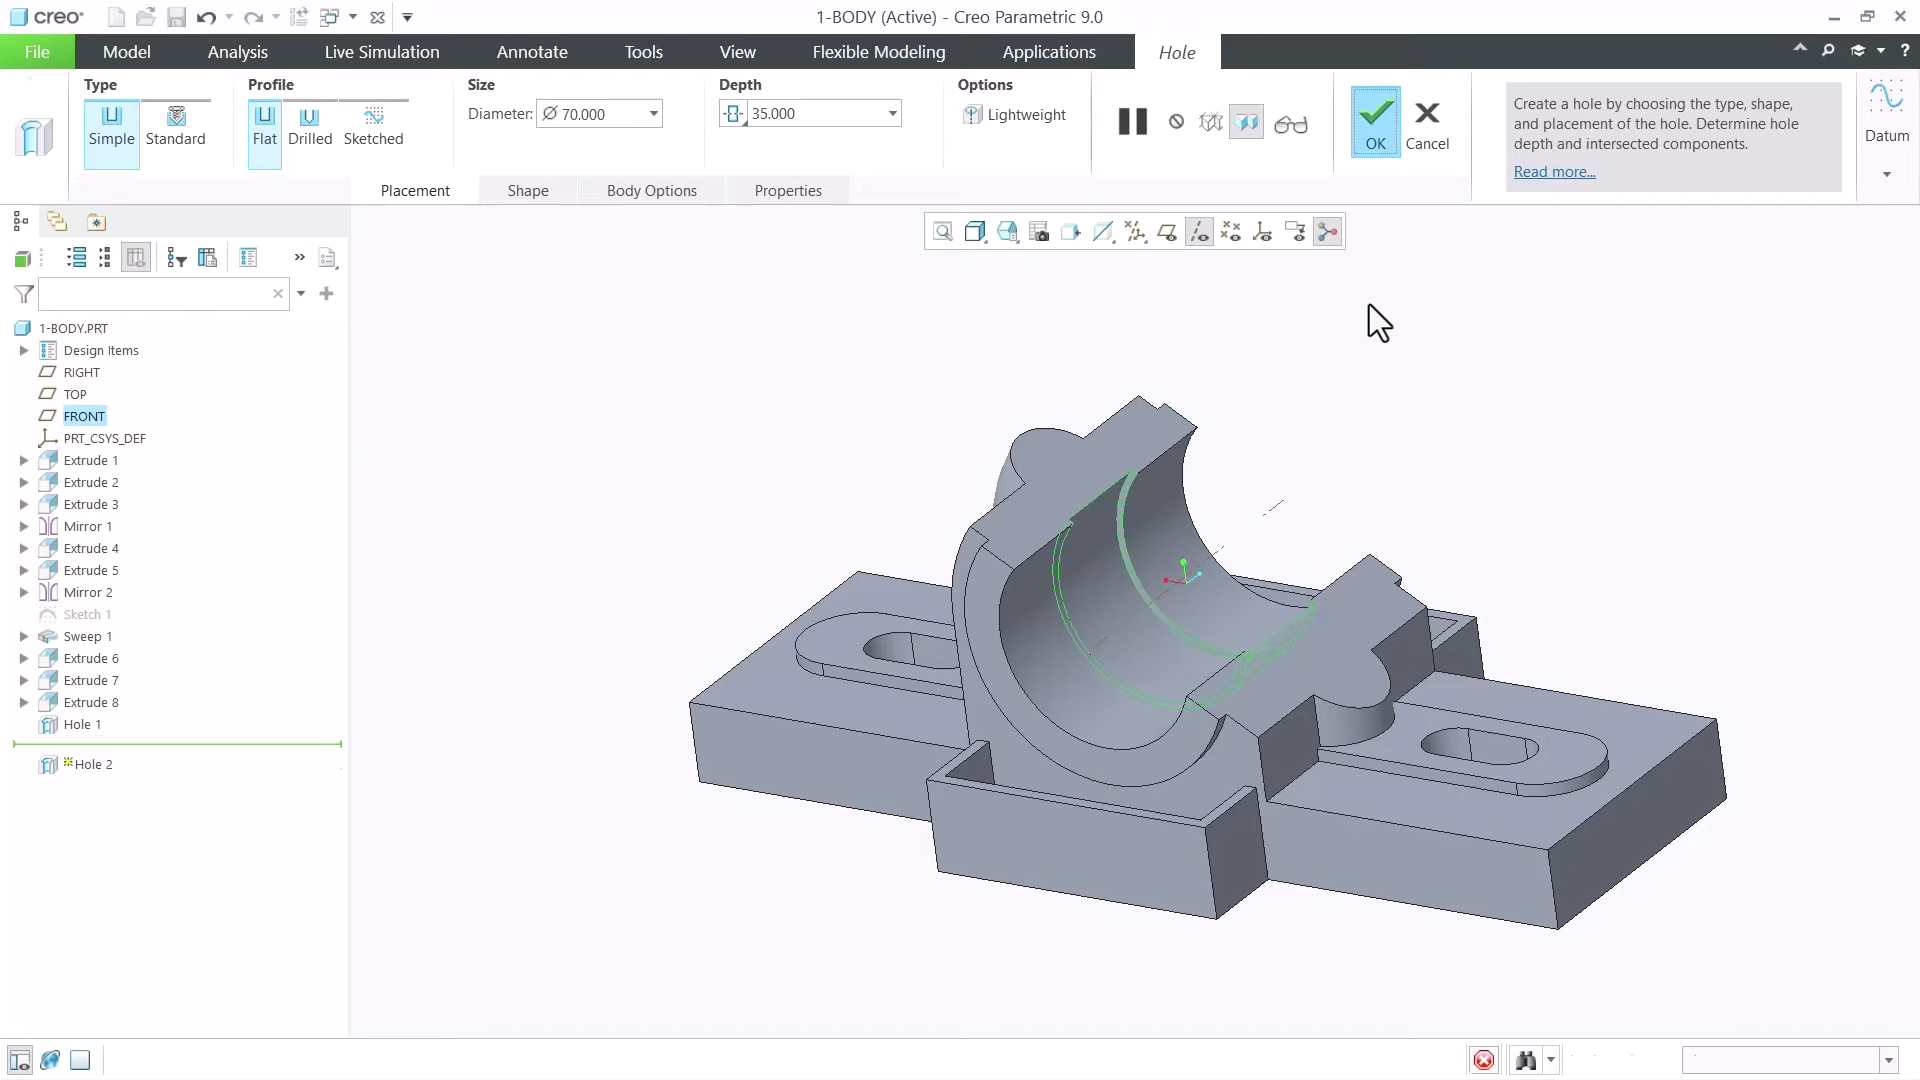 creo®
1-BODY (Active) - Creo Parametric 9.0
File
Model
Analysis
Live Simulation
Annotate
Tools
View
Flexible Modeling
Applications
Hole
?
Type
Simple
Standard
Profile
Flat
Drilled
Sketched
Size
Diameter: Ø 70.000
Depth
35.000
Options
Lightweight
OK
Cancel
Create a hole by choosing the type, shape,
and placement of the hole. Determine hole
depth and intersected components.
Read more...
Datum
Placement
Shape
Body Options
Properties
1-BODY.PRT
Design Items
RIGHT
TOP
FRONT
PRT_CSYS_DEF
Extrude 1
Extrude 2
Extrude 3
Mirror 1
Extrude 4
Extrude 5
Mirror 2
Sketch 1
Sweep 1
Extrude 6
Extrude 7
Extrude 8
Hole 1
Hole 2